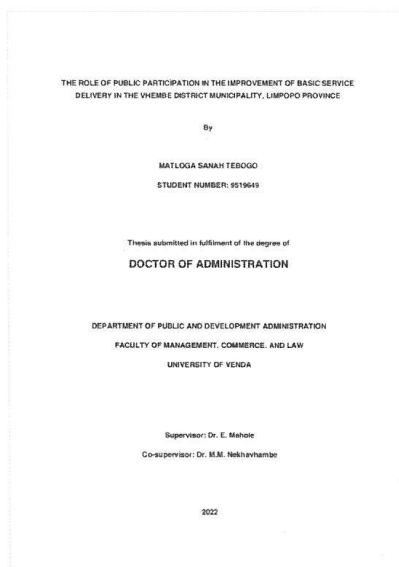 THE ROLE OF PUBLIC PARTICIPATION IN THE IMPROVEMENT OF BASIC SERVICE
DELIVERY IN THE VHEMBE DISTRICT MUNICIPALITY, LIMPOPO PROVINCE
By
MATLOGA SANAH TEBOGO
STUDENT NUMBER: 9519649
Thesis submitted in fulfilment of the degree of
DOCTOR OF ADMINISTRATION
DEPARTMENT OF PUBLIC AND DEVELOPMENT ADMINISTRATION
FACULTY OF MANAGEMENT, COMMERCE, AND LAW
UNIVERSITY OF VENDA
Supervisor: Dr. E. Mahole
Co-supervisor: Dr. M.M. Nekhavhambe
2022